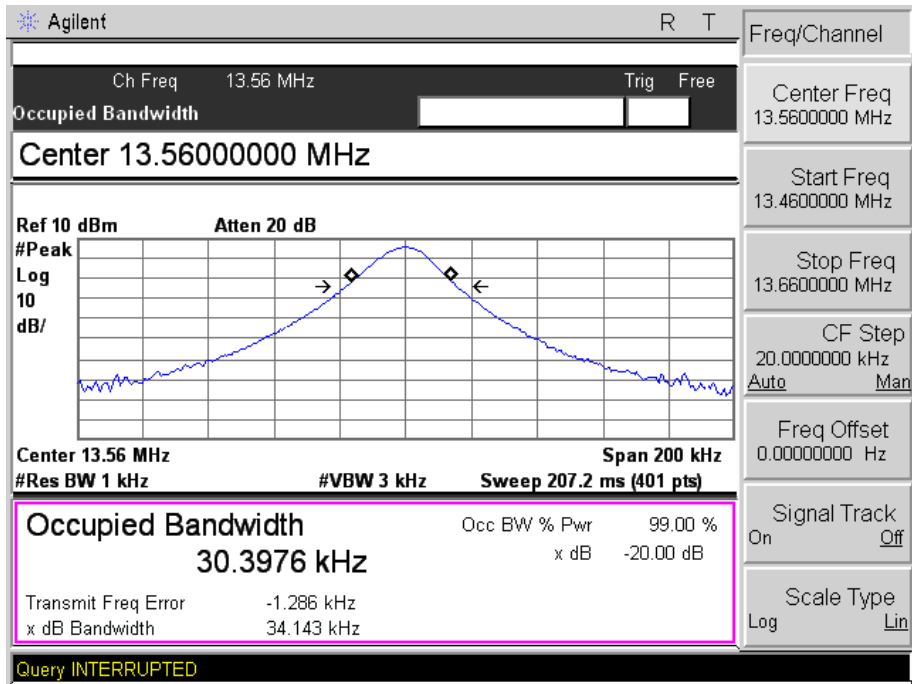 Agilent R T
Ch Freq 13.56 MHz Trig Free
Occupied Bandwidth
Center 13.56000000 MHz
Ref 10 dBm Atten 20 dB
#Peak
Log
10
dB/
Center 13.56 MHz Span 200 kHz
#Res BW 1 kHz #VBW 3 kHz Sweep 207.2 ms (401 pts)
Occupied Bandwidth
30.3976 kHz
Occ BW % Pwr 99.00 %
x dB -20.00 dB
Transmit Freq Error -1.286 kHz
x dB Bandwidth 34.143 kHz
Query INTERRUPTED
Freq/Channel
Center Freq
13.5600000 MHz
Start Freq
13.4600000 MHz
Stop Freq
13.6600000 MHz
CF Step
20.0000000 kHz
Auto Man
Freq Offset
0.00000000 Hz
Signal Track
On Off
Scale Type
Log Lin